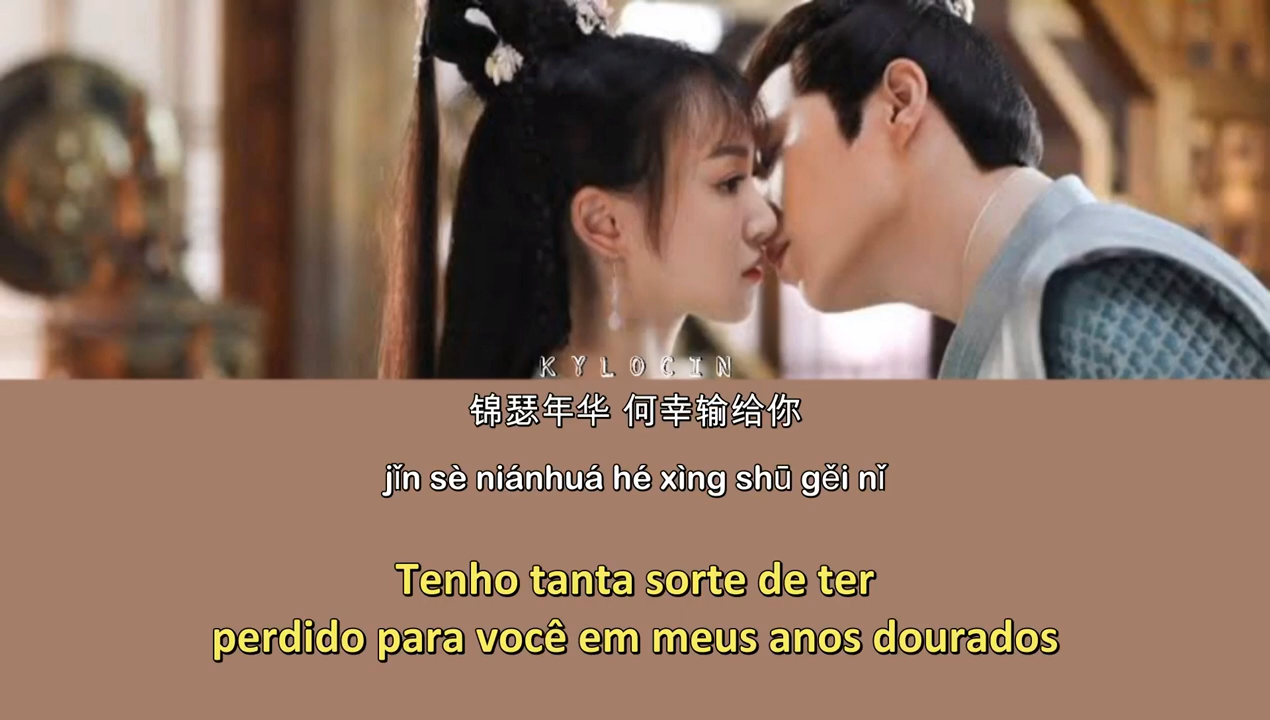 KYLOCIN
锦瑟年华 何幸输给你
jǐn sè niánhuá hé xìng shū gěi nǐ
Tenho tanta sorte de ter
perdido para você em meus anos dourados